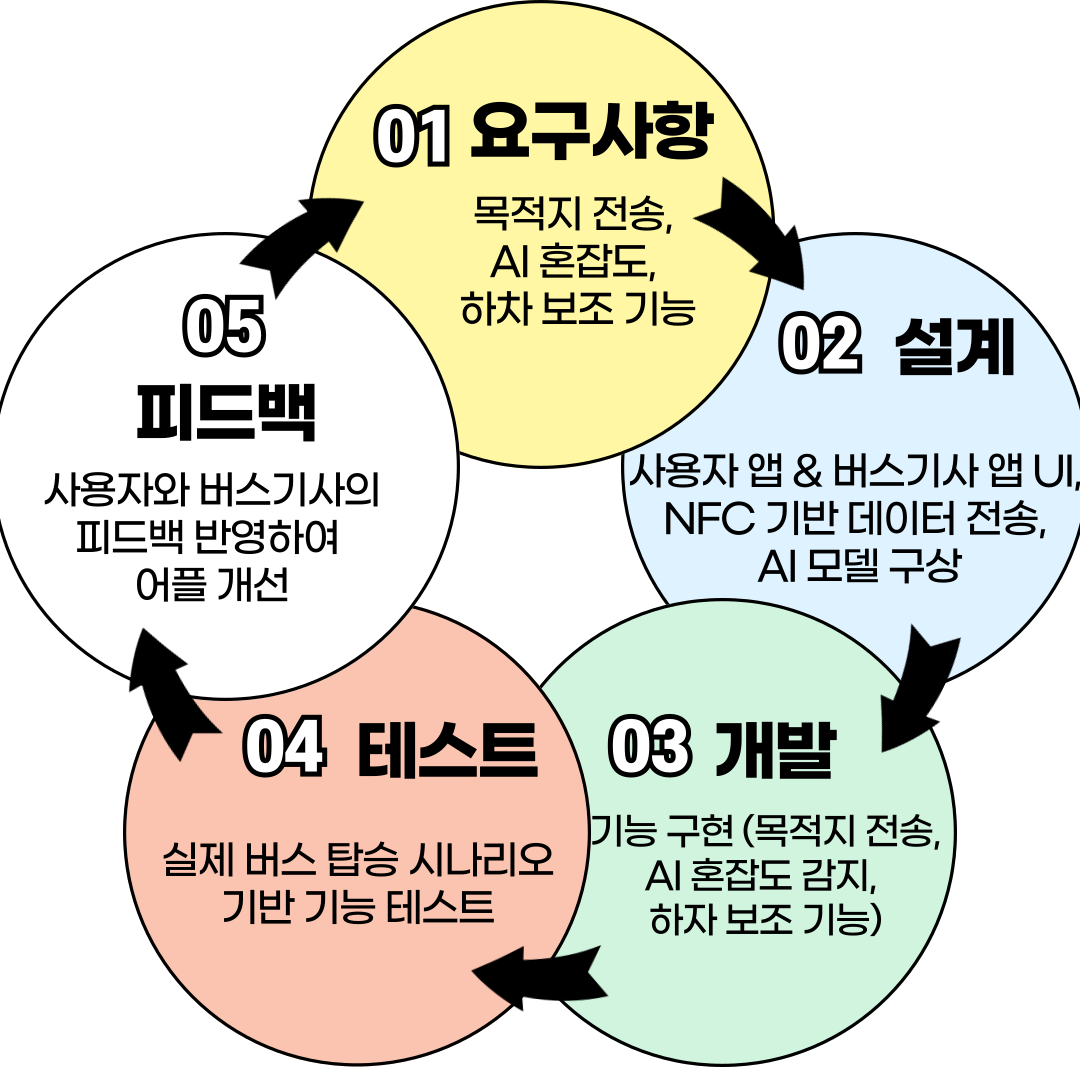 01 요구사항
목적지 전송,
AI 혼잡도,
하차 보조 기능
02 설계
사용자 앱 & 버스기사 앱 UI,
NFC 기반 데이터 전송,
AI 모델 구상
03 개발
기능 구현 (목적지 전송,
AI 혼잡도 감지,
하자 보조 기능)
04 테스트
실제 버스 탑승 시나리오
기반 기능 테스트
05
피드백
사용자와 버스기사의
피드백 반영하여
어플 개선